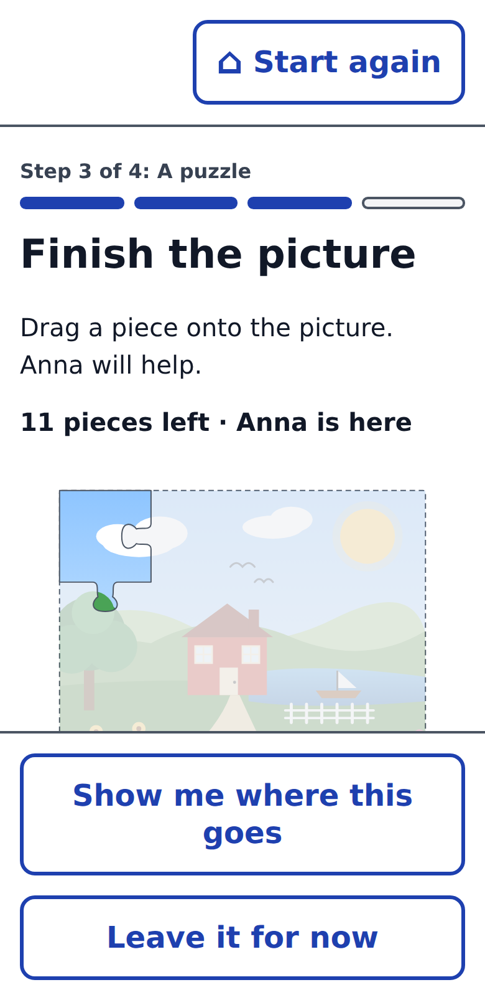 Start again
Step 3 of 4: A puzzle
Finish the picture
Drag a piece onto the picture.
Anna will help.
11 pieces left · Anna is here
Show me where this
goes
Leave it for now